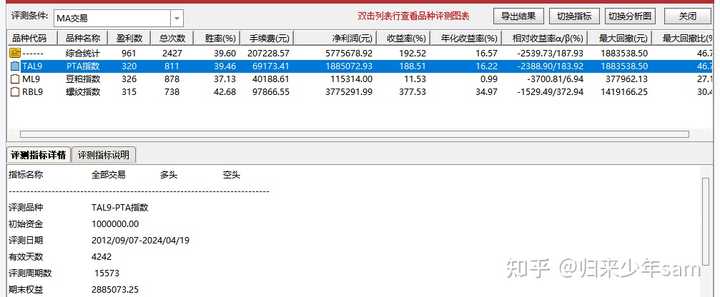 评测条件: MA交易 双击列表行查看品种评测图表 导出结果 切换指标 切换分析图 关闭
品种代码 品种名称 盈利数 总次数 胜率(%) 手续费(元) 净利润(元) 收益率(%) 年化收益率(%) 相对收益率α/β(%) 最大回撤(元) 最大回撤比(%
------ 综合统计 961 2427 39.60 207228.57 5775678.92 192.52 16.57 -2539.73/187.93 1883538.50 46.7
TAL9 PTA指数 320 811 39.46 69173.41 1885072.93 188.51 16.22 -2388.90/183.92 1883538.50 46.7
ML9 豆粕指数 326 878 37.13 40188.61 115314.00 11.53 0.99 -3700.81/6.94 377962.13 27.1
RBL9 螺纹指数 315 738 42.68 97866.55 3775291.99 377.53 34.97 -1529.49/372.94 1419166.25 30.4
评测指标详情 评测指标说明
指标名称 全部交易 多头 空头
评测品种 TAL9-PTA指数
初始资金 1000000.00
评测日期 2012/09/07-2024/04/19
有效天数 4242
评测周期数 15573
期末权益 2885073.25
知乎 @归来少年sam